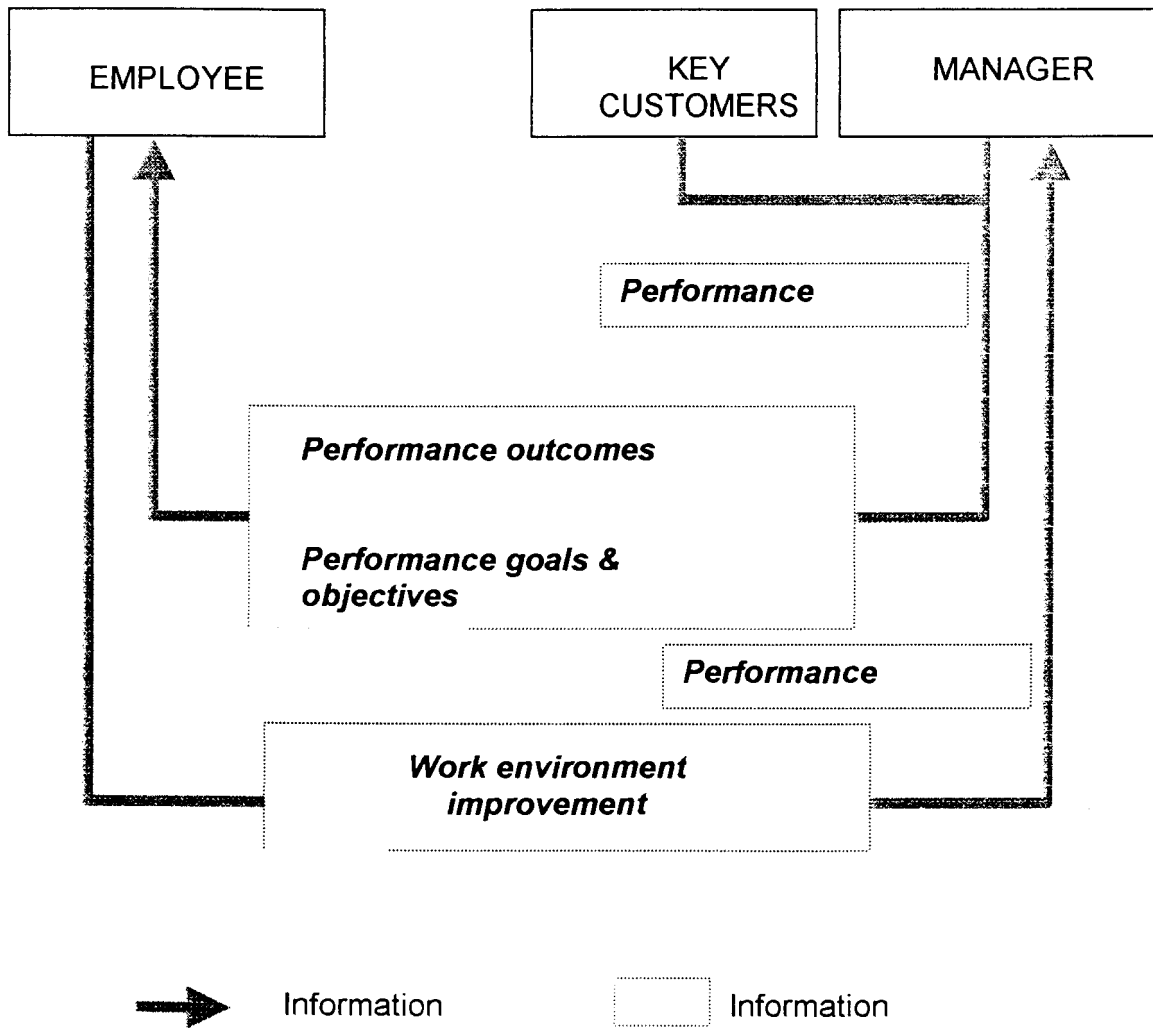 EMPLOYEE
KEY
CUSTOMERS
MANAGER
Performance
Performance outcomes
Performance goals &
objectives
Performance
Work environment
improvement
Information
Information